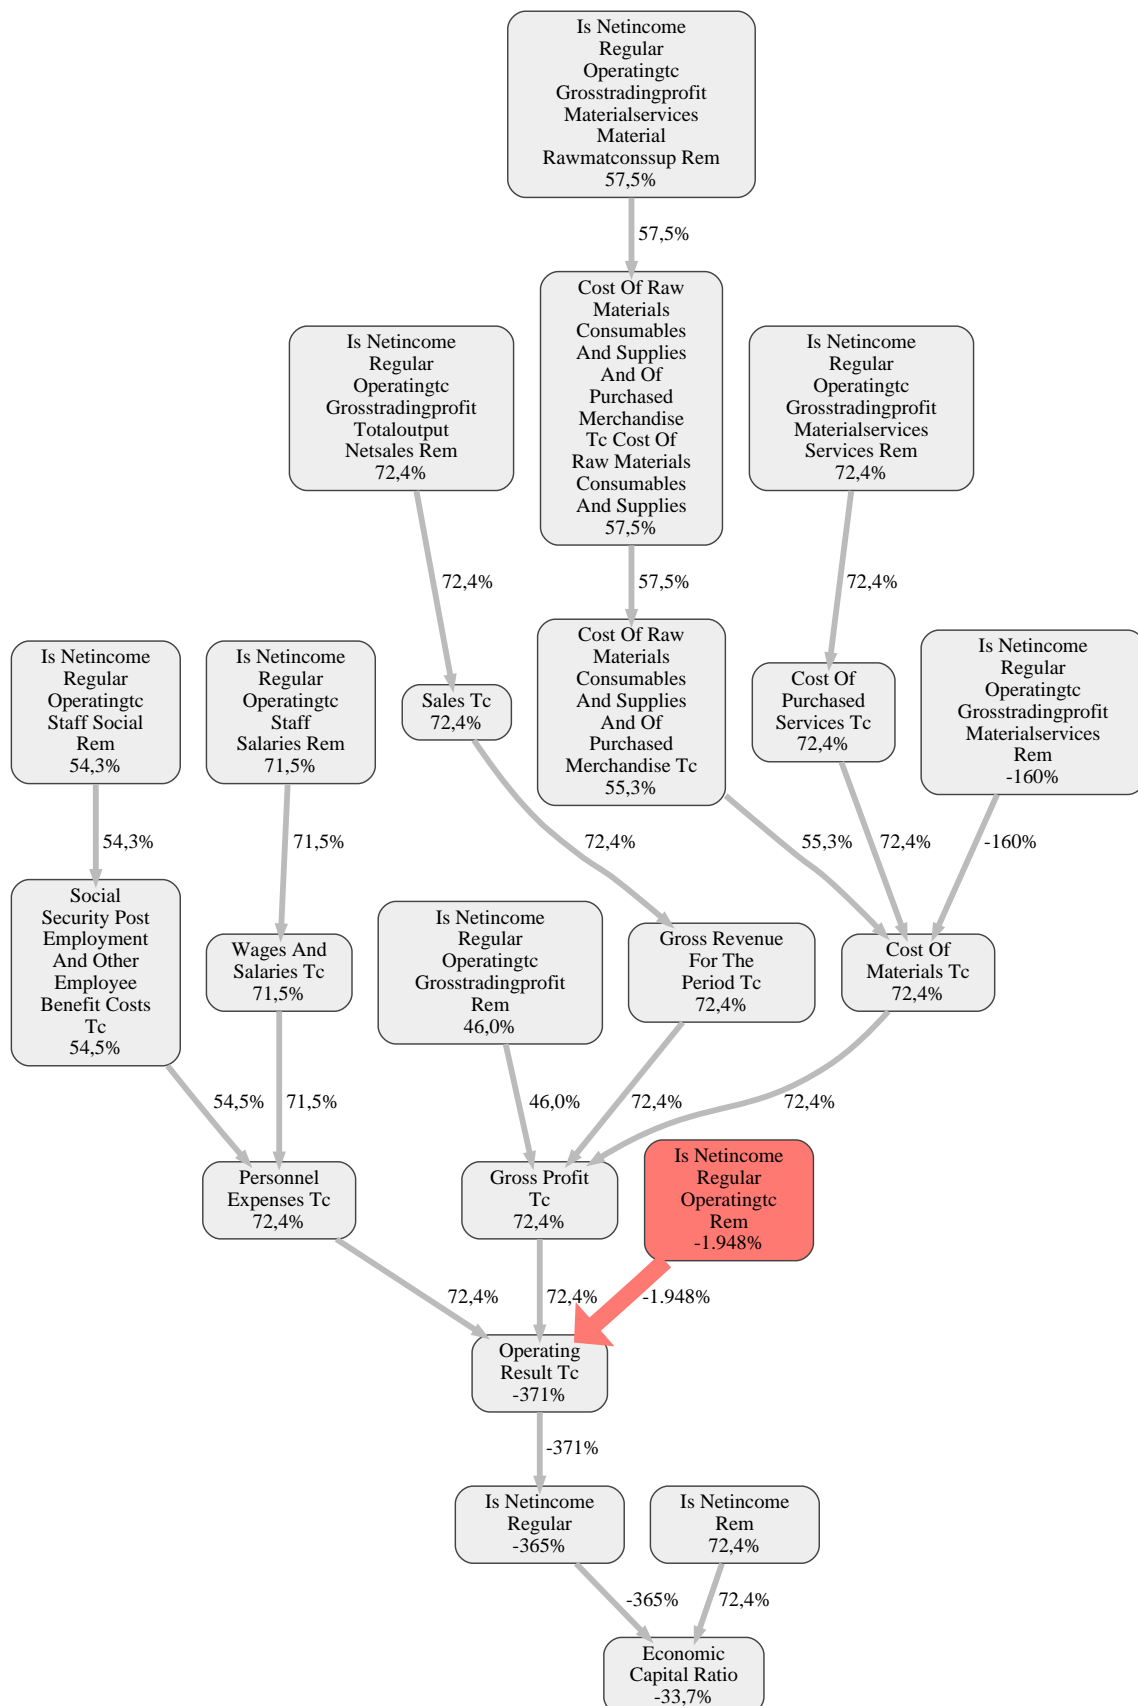 Is Netincome
Regular
Operatingtc
Grosstradingprofit
Materialservices
Material
Rawmatconssup Rem
57,5%
57,5%
Cost Of Raw
Materials
Consumables
And Supplies
And Of
Purchased
Merchandise
Tc Cost Of
Raw Materials
Consumables
And Supplies
57,5%
Is Netincome
Regular
Operatingtc
Grosstradingprofit
Totaloutput
Netsales Rem
72,4%
Is Netincome
Regular
Operatingtc
Grosstradingprofit
Materialservices
Services Rem
72,4%
72,4%
57,5%
72,4%
Is Netincome
Regular
Operatingtc
Staff Social
Rem
54,3%
Is Netincome
Regular
Operatingtc
Staff
Salaries Rem
71,5%
Sales Tc
72,4%
Cost Of Raw
Materials
Consumables
And Supplies
And Of
Purchased
Merchandise Tc
55,3%
Cost Of
Purchased
Services Tc
72,4%
Is Netincome
Regular
Operatingtc
Grosstradingprofit
Materialservices
Rem
-160%
54,3%
71,5%
72,4%
55,3%
72,4%
-160%
Social
Security Post
Employment
And Other
Employee
Benefit Costs
Tc
54,5%
Wages And
Salaries Tc
71,5%
Is Netincome
Regular
Operatingtc
Grosstradingprofit
Rem
46,0%
Gross Revenue
For The
Period Tc
72,4%
Cost Of
Materials Tc
72,4%
54,5%
71,5%
46,0%
72,4%
72,4%
Personnel
Expenses Tc
72,4%
Gross Profit
Tc
72,4%
Is Netincome
Regular
Operatingtc
Rem
-1.948%
72,4%
72,4%
-1.948%
Operating
Result Tc
-371%
-371%
Is Netincome
Regular
-365%
Is Netincome
Rem
72,4%
-365%
72,4%
Economic
Capital Ratio
-33,7%